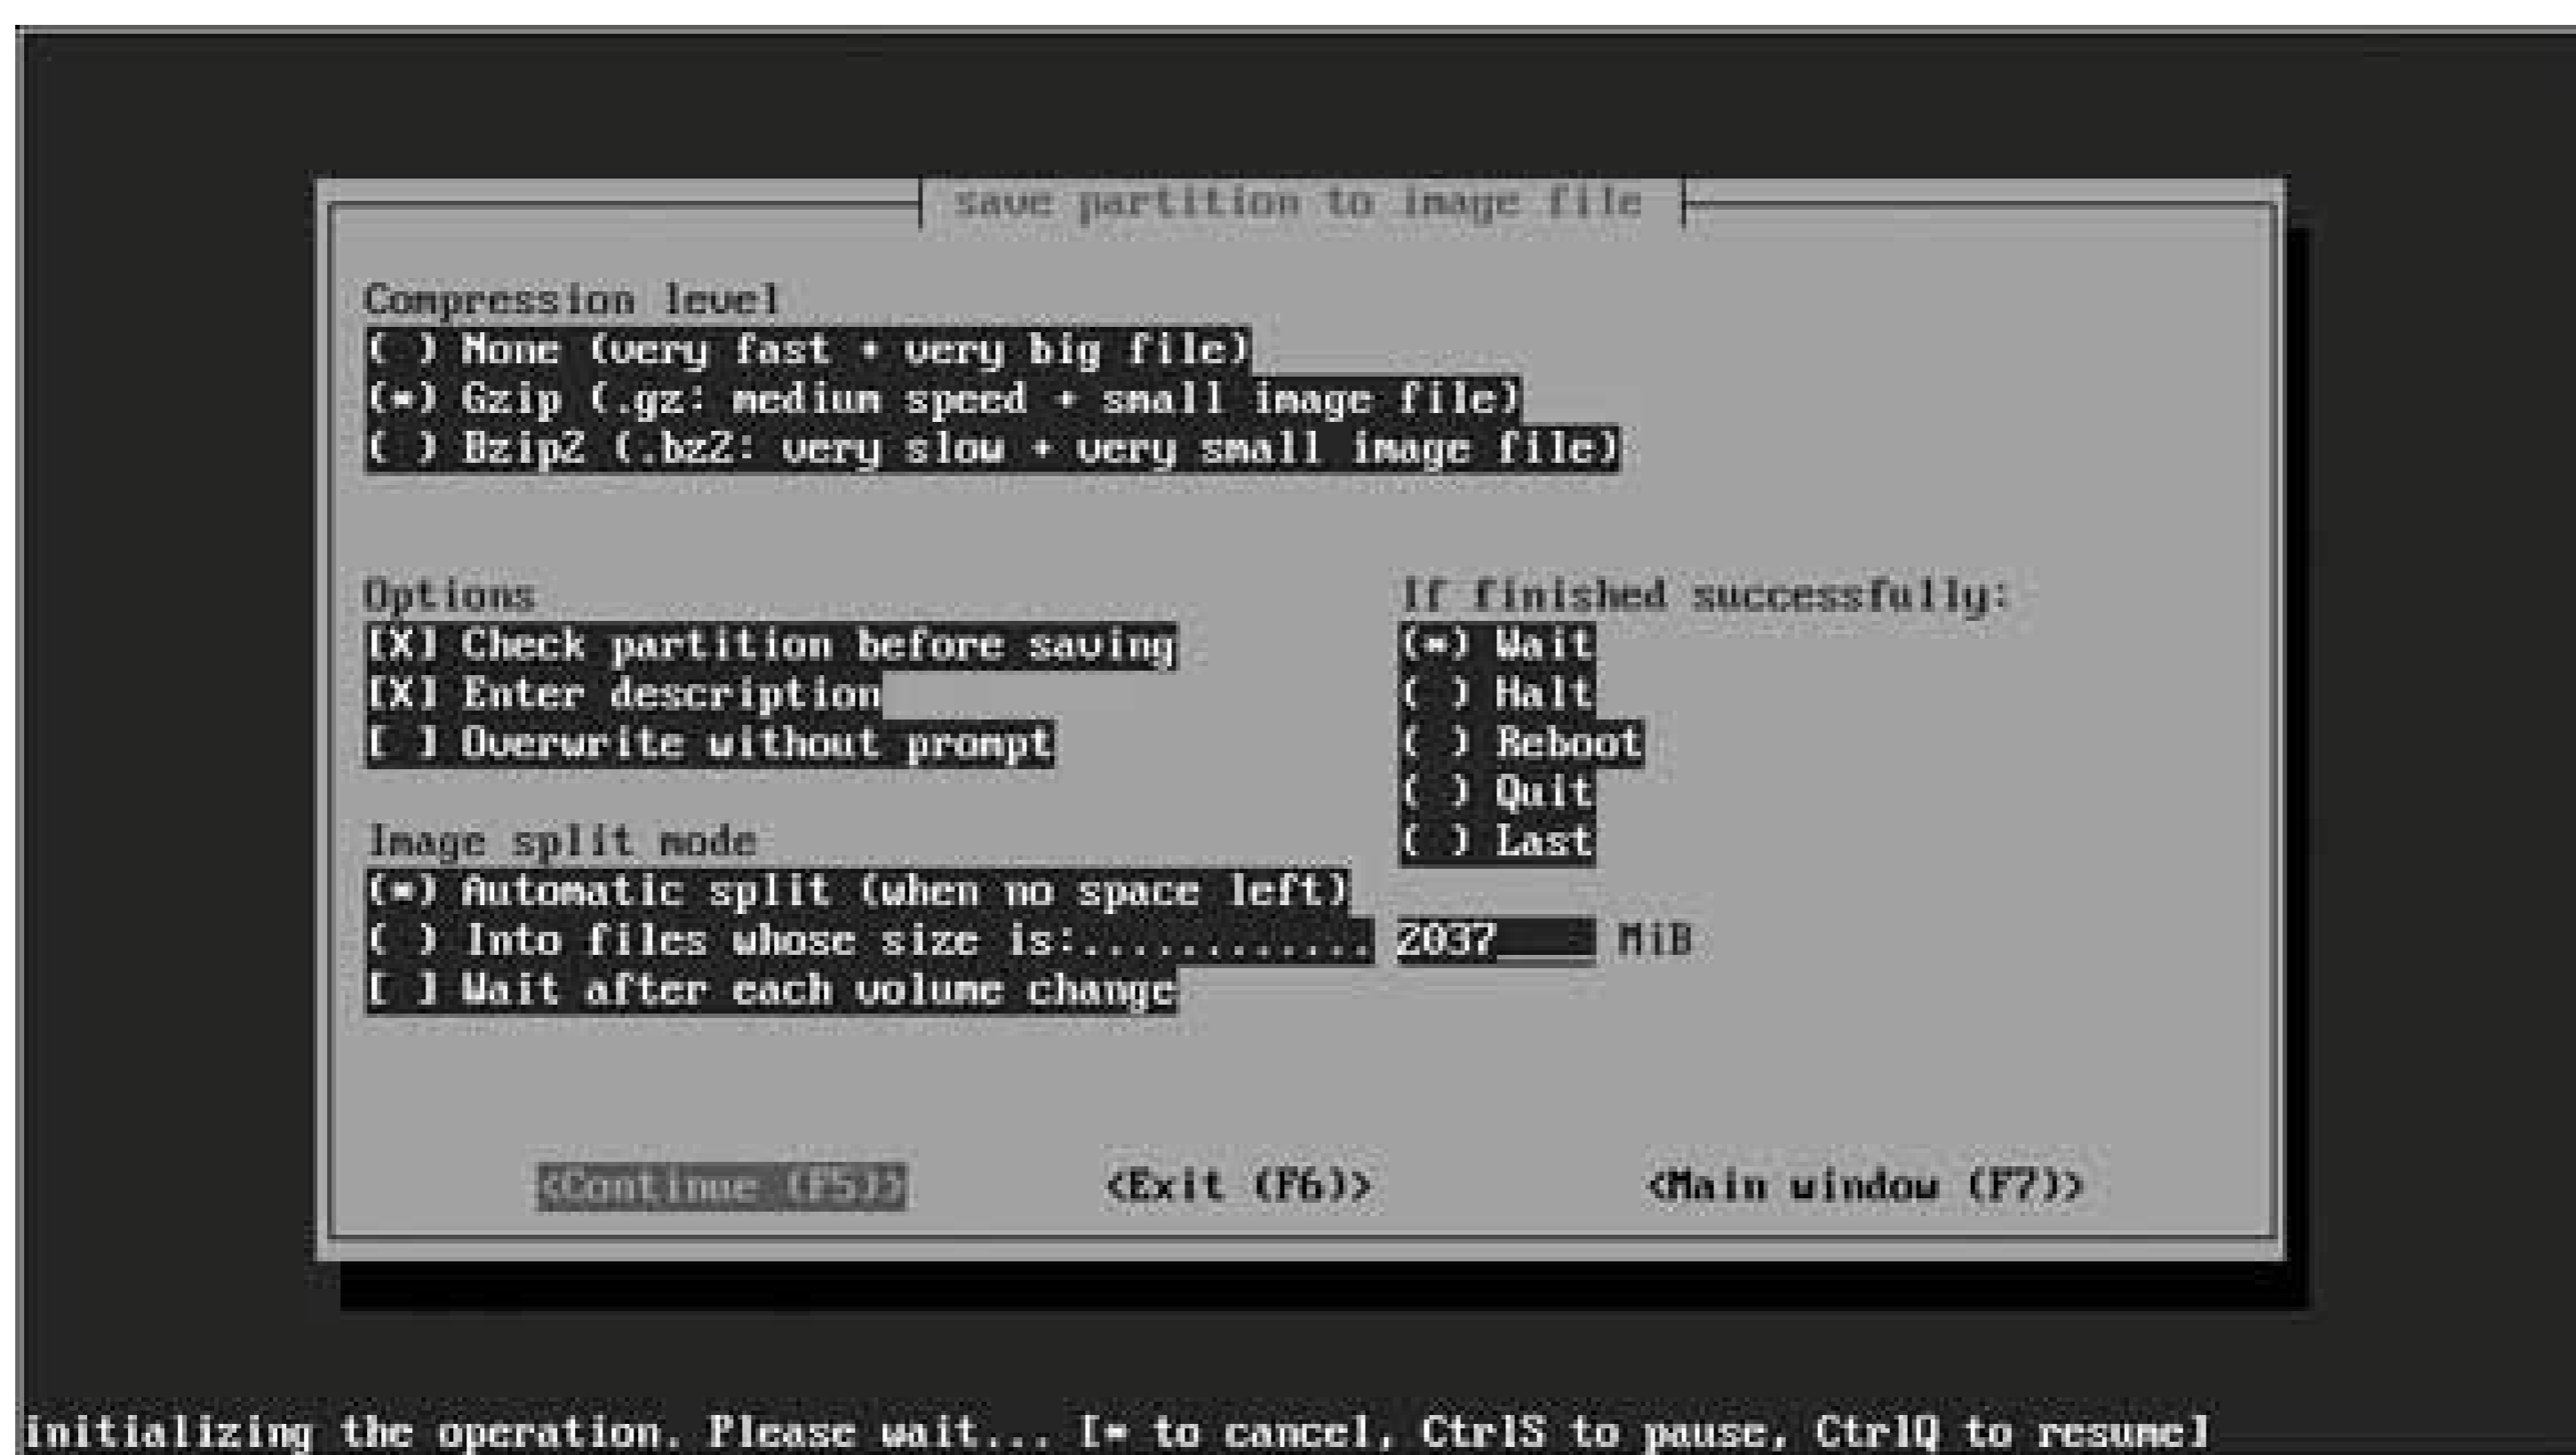 save partition to image file
Compression level
( ) None (very fast + very big file)
(*) Gzip (.gz: medium speed + small image file)
( ) Bzip2 (.bz2: very slow + very small image file)
Options
[X] Check partition before saving
[X] Enter description
[ ] Overwrite without prompt
If finished successfully:
(*) Wait
( ) Halt
( ) Reboot
( ) Quit
( ) Last
Image split mode
(*) Automatic split (when no space left)
( ) Into files whose size is:............ 2037____ MiB
[ ] Wait after each volume change
<Continue (F5)> <Exit (F6)> <Main window (F7)>
initializing the operation. Please wait... [* to cancel, CtrlS to pause, CtrlQ to resume]